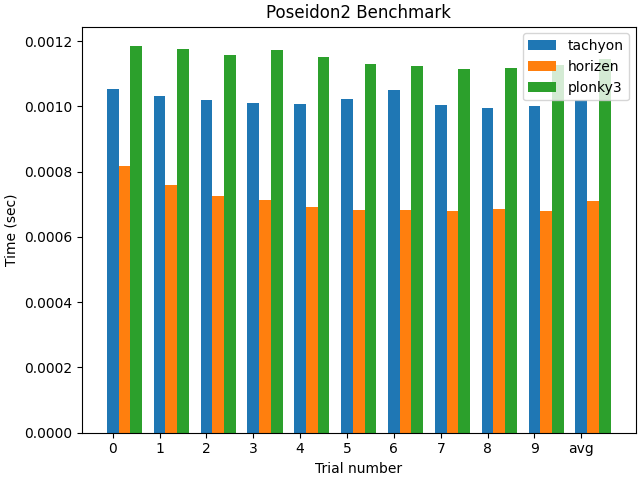 Poseidon2 Benchmark
tachyon
horizen
plonky3
0.0012
0.0010
0.0008
0.0006
0.0004
0.0002
0.0000
Time (sec)
0 1 2 3 4 5 6 7 8 9 avg
Trial number